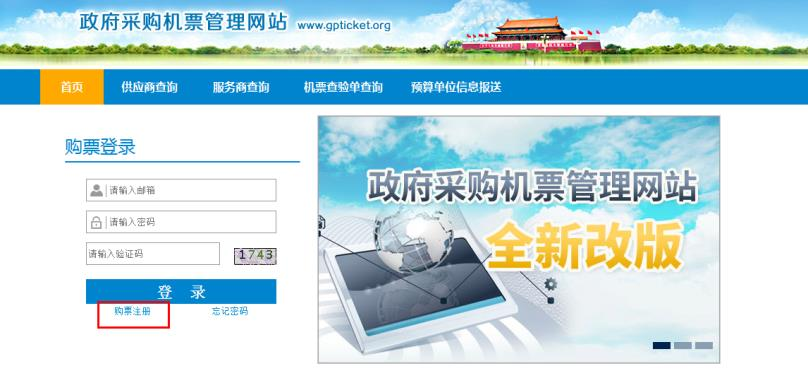 政府采购机票管理网站 www.gpticket.org
首页 供应商查询 服务商查询 机票查验单查询 预算单位信息报送
购票登录
请输入邮箱
请输入密码
请输入验证码 1743
登 录
购票注册 忘记密码
政府采购机票管理网站
全新改版